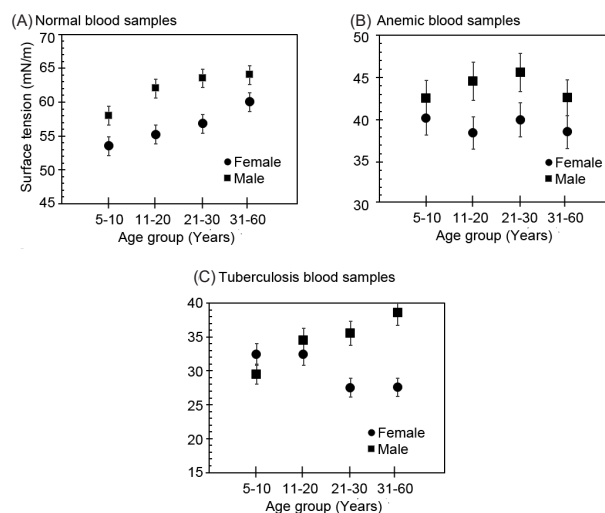 (A) Normal blood samples
Surface tension (mN/m)
70
65
60
55
50
45
5-10 11-20 21-30 31-60
Age group (Years)
Female
Male
(B) Anemic blood samples
50
45
40
35
30
5-10 11-20 21-30 31-60
Age group (Years)
Female
Male
(C) Tuberculosis blood samples
40
35
30
25
20
15
5-10 11-20 21-30 31-60
Age group (Years)
Female
Male